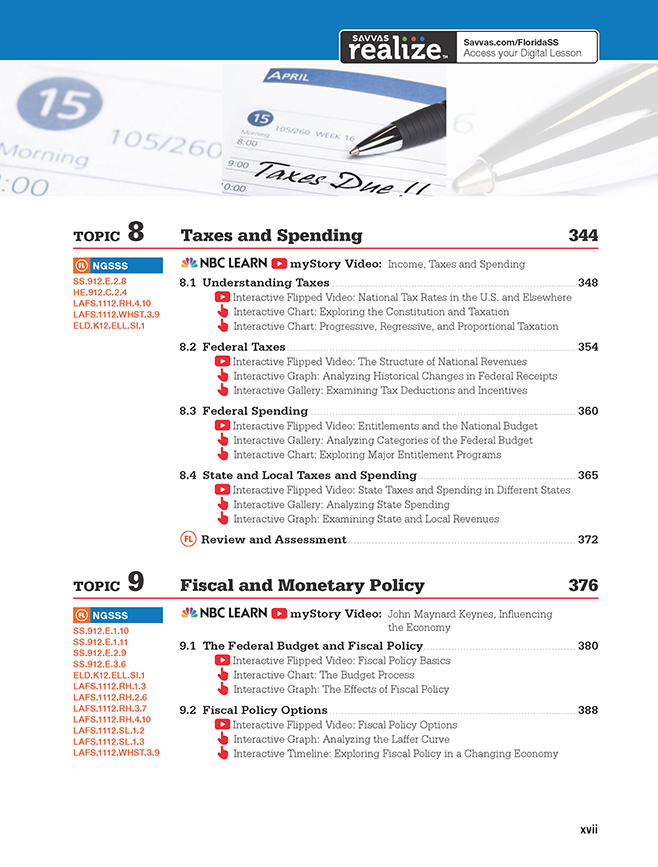 SAVVAS
realize™
Savvas.com/FloridaSS
Access your Digital Lesson
15
Morning
:00
105/260
APRIL
15
105/260 WEEK 16
Morning
8:00
9:00
0:00
Taxes Due!!
6
TOPIC 8 Taxes and Spending 344
FL NGSSS
SS.912.E.2.8
HE.912.C.2.4
LAFS.1112.RH.4.10
LAFS.1112.WHST.3.9
ELD.K12.ELL.SI.1
NBC LEARN myStory Video: Income, Taxes and Spending
8.1 Understanding Taxes 348
Interactive Flipped Video: National Tax Rates in the U.S. and Elsewhere
Interactive Chart: Exploring the Constitution and Taxation
Interactive Chart: Progressive, Regressive, and Proportional Taxation
8.2 Federal Taxes 354
Interactive Flipped Video: The Structure of National Revenues
Interactive Graph: Analyzing Historical Changes in Federal Receipts
Interactive Gallery: Examining Tax Deductions and Incentives
8.3 Federal Spending 360
Interactive Flipped Video: Entitlements and the National Budget
Interactive Gallery: Analyzing Categories of the Federal Budget
Interactive Chart: Exploring Major Entitlement Programs
8.4 State and Local Taxes and Spending 365
Interactive Flipped Video: State Taxes and Spending in Different States
Interactive Gallery: Analyzing State Spending
Interactive Graph: Examining State and Local Revenues
FL Review and Assessment 372
TOPIC 9 Fiscal and Monetary Policy 376
FL NGSSS
SS.912.E.1.10
SS.912.E.1.11
SS.912.E.2.9
SS.912.E.3.6
ELD.K12.ELL.SI.1
LAFS.1112.RH.1.3
LAFS.1112.RH.2.6
LAFS.1112.RH.3.7
LAFS.1112.RH.4.10
LAFS.1112.SL.1.2
LAFS.1112.SL.1.3
LAFS.1112.WHST.3.9
NBC LEARN myStory Video: John Maynard Keynes, Influencing
the Economy
9.1 The Federal Budget and Fiscal Policy 380
Interactive Flipped Video: Fiscal Policy Basics
Interactive Chart: The Budget Process
Interactive Graph: The Effects of Fiscal Policy
9.2 Fiscal Policy Options 388
Interactive Flipped Video: Fiscal Policy Options
Interactive Graph: Analyzing the Laffer Curve
Interactive Timeline: Exploring Fiscal Policy in a Changing Economy
xvii